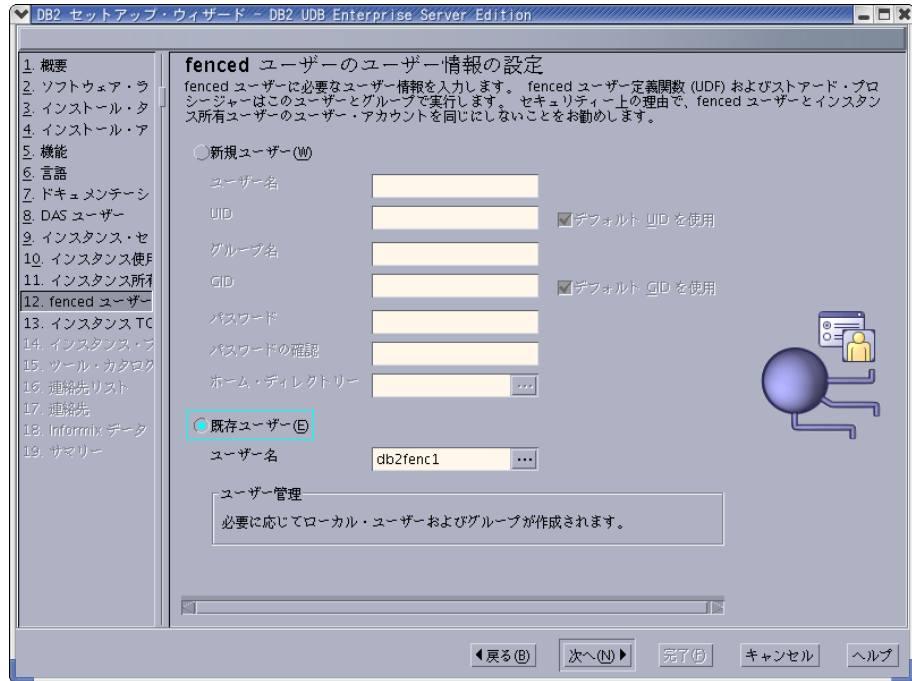 DB2 セットアップ・ウィザード - DB2 UDB Enterprise Server Edition
1. 概要
2. ソフトウェア・ラ
3. インストール・タ
4. インストール・ア
5. 機能
6. 言語
7. ドキュメンテーシ
8. DAS ユーザー
9. インスタンス・セ
10. インスタンス使用
11. インスタンス所有
12. fenced ユーザー
13. インスタンス TC
14. インスタンス・プ
15. ツール・カタログ
16. 連絡先リスト
17. 連絡先
18. Informix データ
19. サマリー
fenced ユーザーのユーザー情報の設定
fenced ユーザーに必要なユーザー情報を入力します。 fenced ユーザー定義関数 (UDF) およびストアード・プロ
シージャーはこのユーザーとグループで実行します。 セキュリティー上の理由で、fenced ユーザーとインスタン
ス所有ユーザーのユーザー・アカウントを同じにしないことをお勧めします。
新規ユーザー(W)
ユーザー名
UID
デフォルト UID を使用
グループ名
GID
デフォルト GID を使用
パスワード
パスワードの確認
ホーム・ディレクトリー
...
既存ユーザー(E)
ユーザー名
db2fenc1
...
ユーザー管理
必要に応じてローカル・ユーザーおよびグループが作成されます。
戻る(B)
次へ(N)
完了(F)
キャンセル
ヘルプ